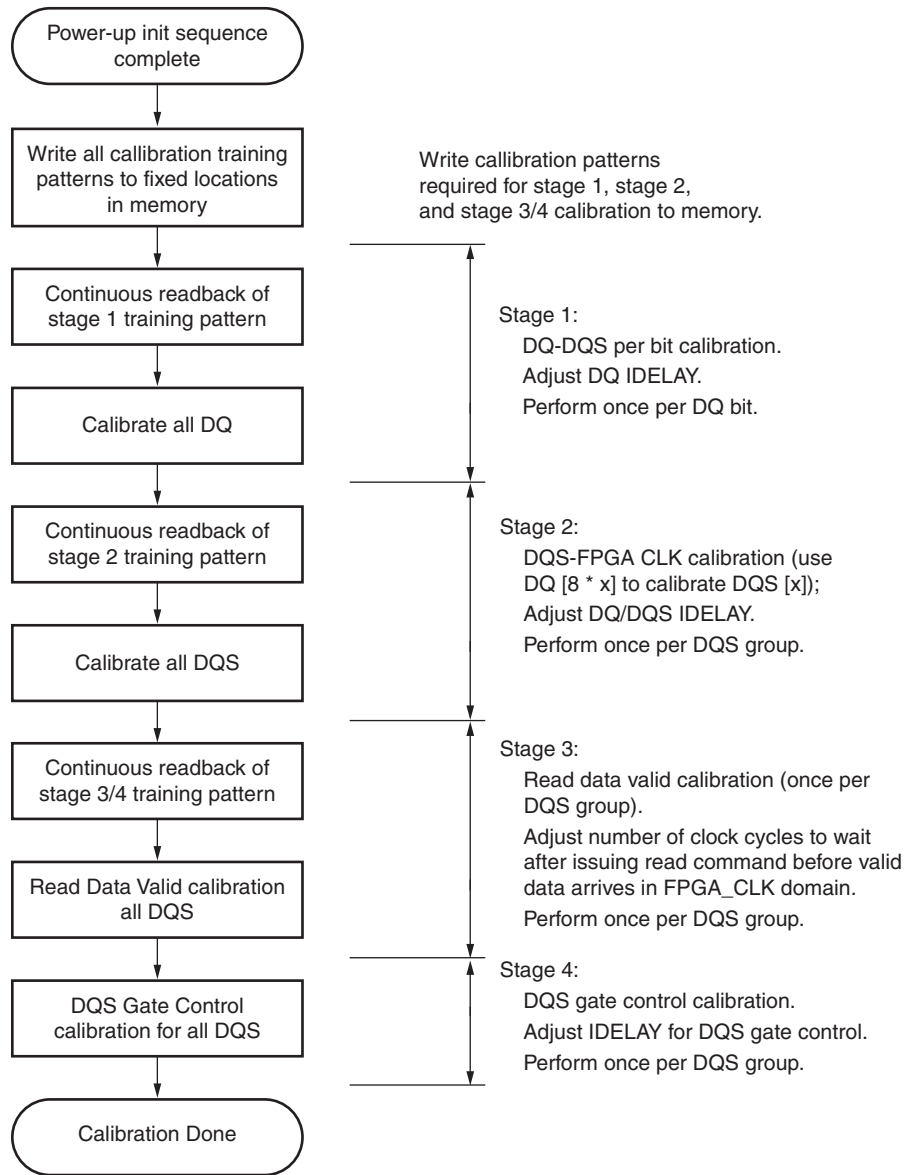 Power-up init sequence
complete
Write all callibration training
patterns to fixed locations
in memory
Write callibration patterns
required for stage 1, stage 2,
and stage 3/4 calibration to memory.
Continuous readback of
stage 1 training pattern
Calibrate all DQ
Stage 1:
DQ-DQS per bit calibration.
Adjust DQ IDELAY.
Perform once per DQ bit.
Continuous readback of
stage 2 training pattern
Calibrate all DQS
Stage 2:
DQS-FPGA CLK calibration (use
DQ [8 * x] to calibrate DQS [x]);
Adjust DQ/DQS IDELAY.
Perform once per DQS group.
Continuous readback of
stage 3/4 training pattern
Read Data Valid calibration
all DQS
Stage 3:
Read data valid calibration (once per
DQS group).
Adjust number of clock cycles to wait
after issuing read command before valid
data arrives in FPGA_CLK domain.
Perform once per DQS group.
DQS Gate Control
calibration for all DQS
Stage 4:
DQS gate control calibration.
Adjust IDELAY for DQS gate control.
Perform once per DQS group.
Calibration Done